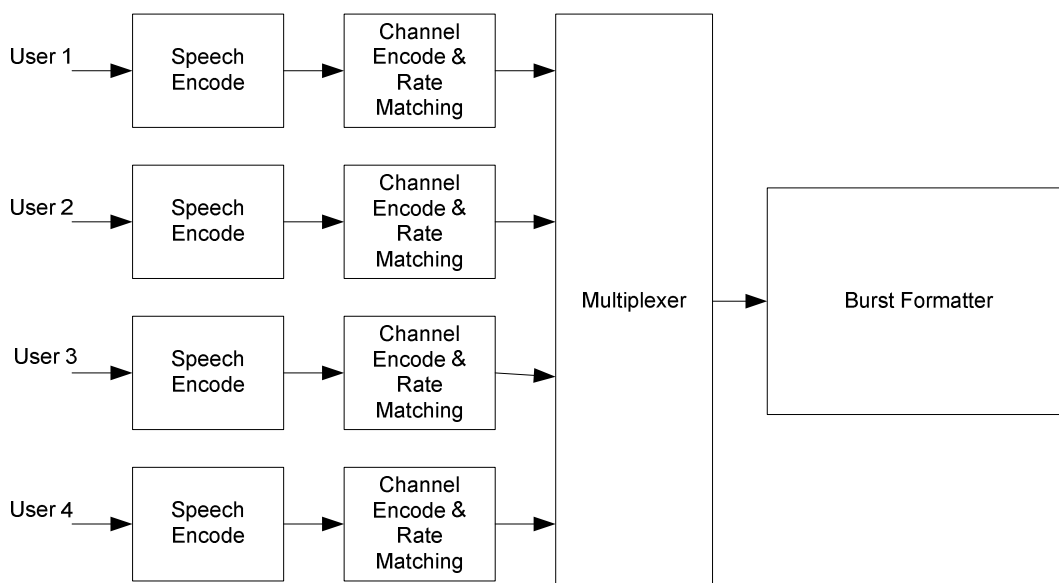 User 1
Speech
Encode
Channel
Encode &
Rate
Matching
User 2
Speech
Encode
Channel
Encode &
Rate
Matching
User 3
Speech
Encode
Channel
Encode &
Rate
Matching
User 4
Speech
Encode
Channel
Encode &
Rate
Matching
Multiplexer
Burst Formatter